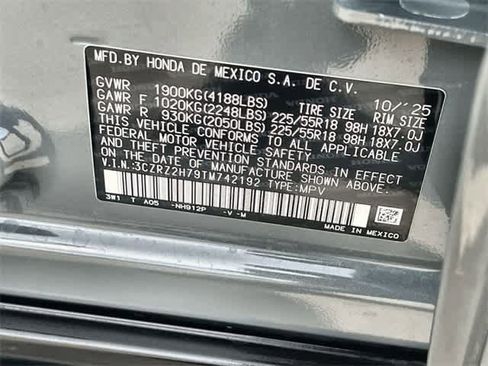 MFD.BY HONDA DE MEXICO S.A. DE C.V. 10/'25
GVWR 1900KG(4188LBS) TIRE SIZE RIM SIZE
GAWR F 1020KG(2248LBS) 225/55R18 98H 18X7.0J
GAWR R 930KG(2050LBS) 225/55R18 98H 18X7.0J
THIS VEHICLE CONFORMS TO ALL APPLICABLE
FEDERAL MOTOR VEHICLE SAFETY AND
THEFT PREVENTION STANDARDS IN EFFECT
ON THE DATE OF MANUFACTURE SHOWN ABOVE.
V.I.N.:3CZRZ2H79TM742192 TYPE:MPV
3W1 T A05 -NH912P -V -M
MADE IN MEXICO